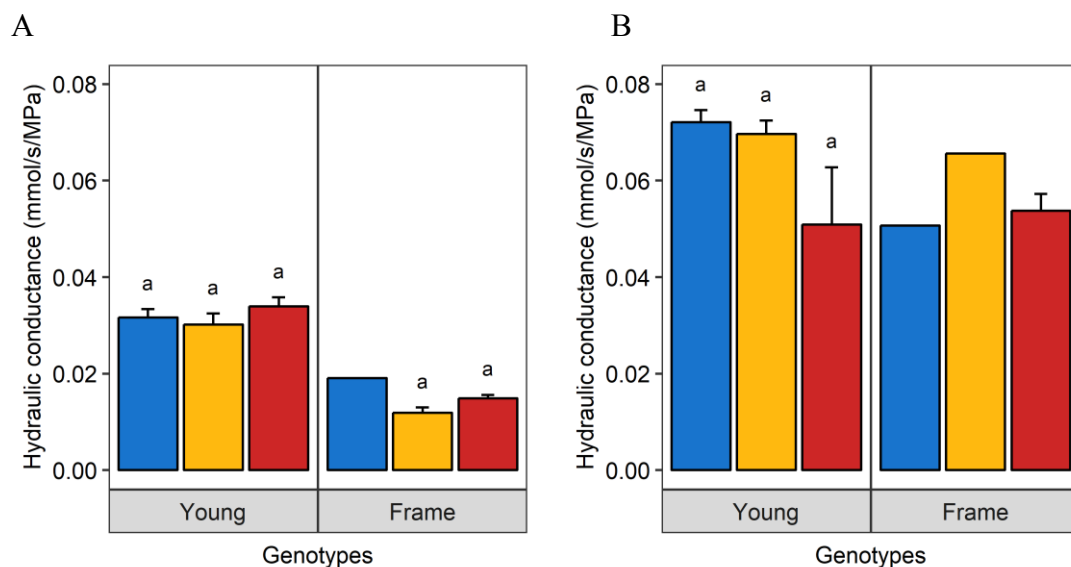 A
Hydraulic conductance (mmol/s/MPa)
0.08
0.06
0.04
0.02
0.00
a
a
a
a
a
Young
Frame
Genotypes
B
Hydraulic conductance (mmol/s/MPa)
0.08
0.06
0.04
0.02
0.00
a
a
a
Young
Frame
Genotypes